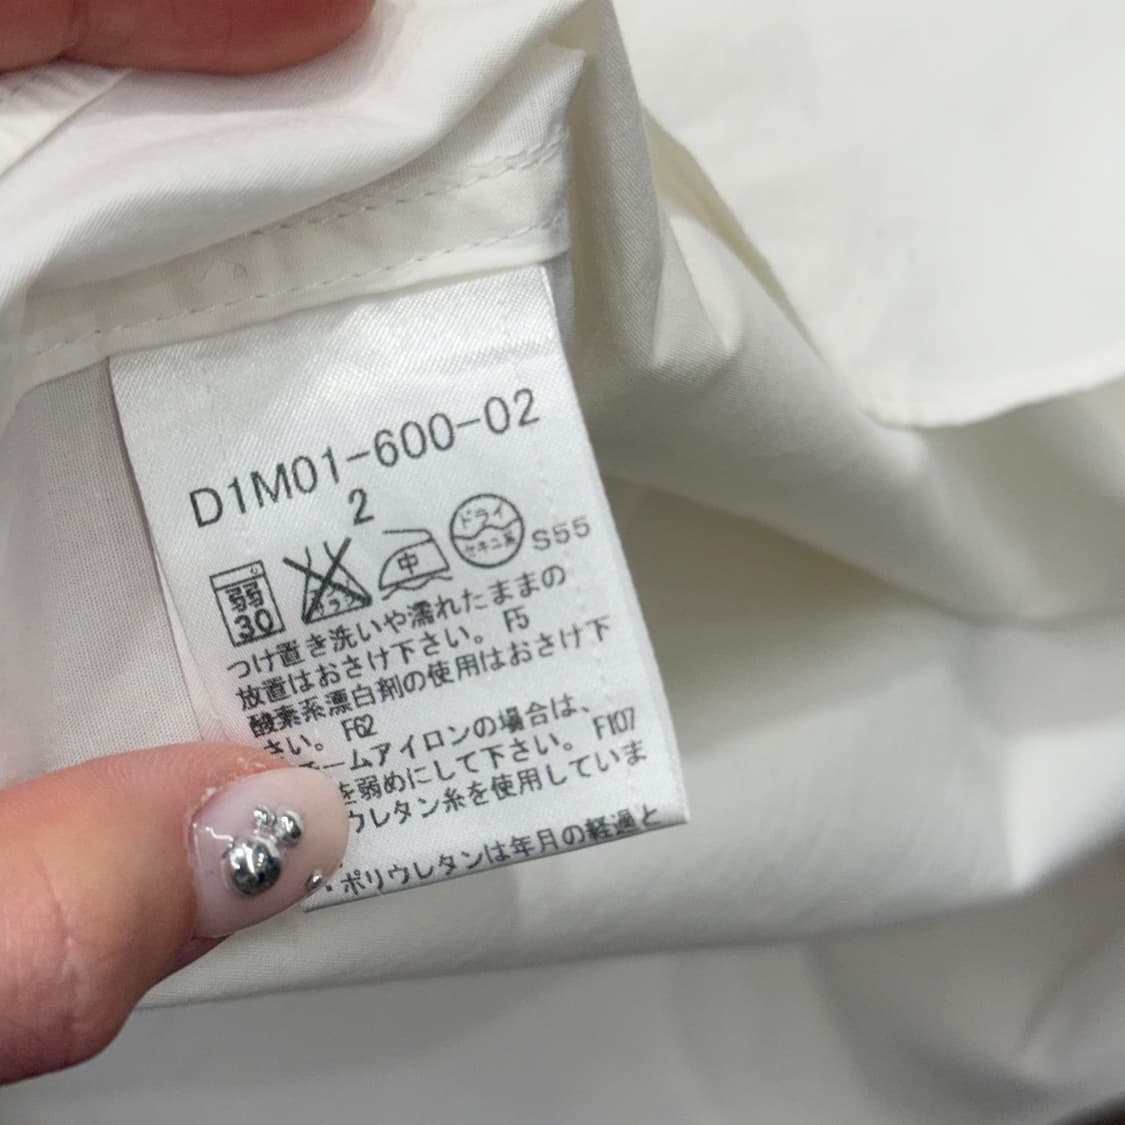 D1M01-600-02
2
弱 30 中 ドライ セキユ系 S55
つけ置き洗いや濡れたままの
放置はおさけ下さい。 F5
酸素系漂白剤の使用はおさけ下
さい。 F62
ームアイロンの場合は、
を弱めにして下さい。 F107
ウレタン糸を使用していま
・ポリウレタンは年月の経過と